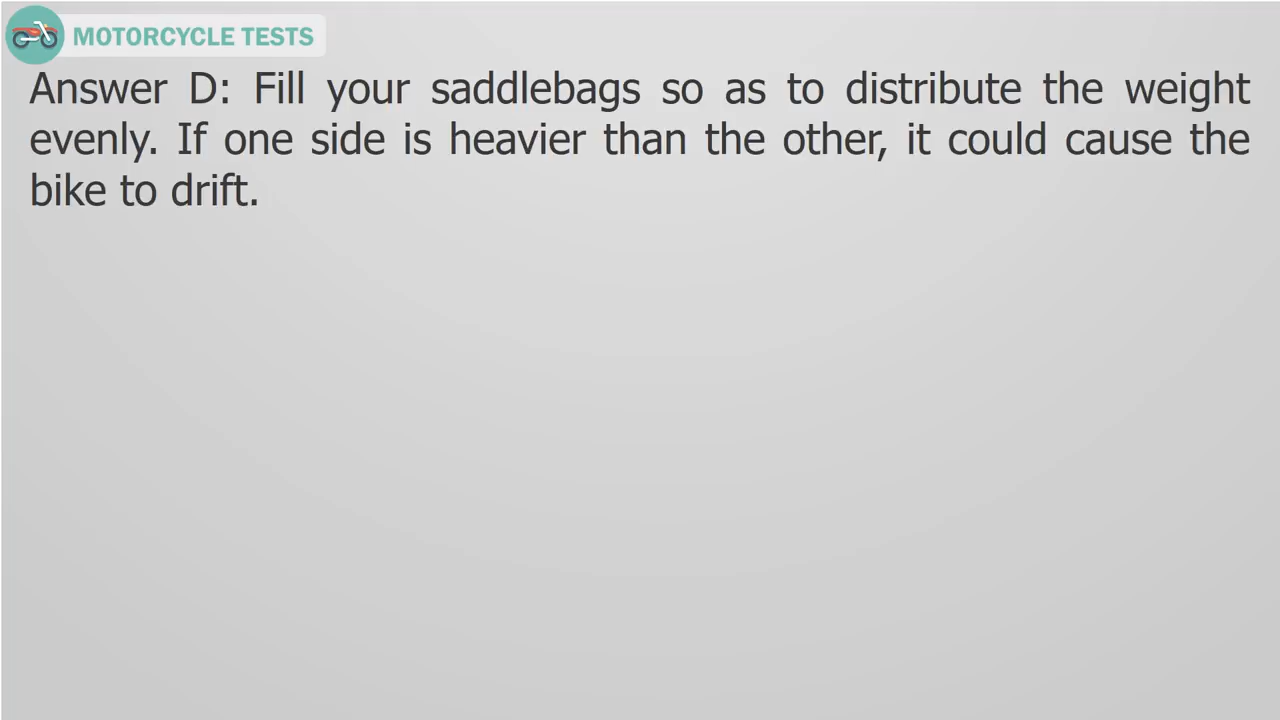 MOTORCYCLE TESTS
Answer D: Fill your saddlebags so as to distribute the weight
evenly. If one side is heavier than the other, it could cause the
bike to drift.